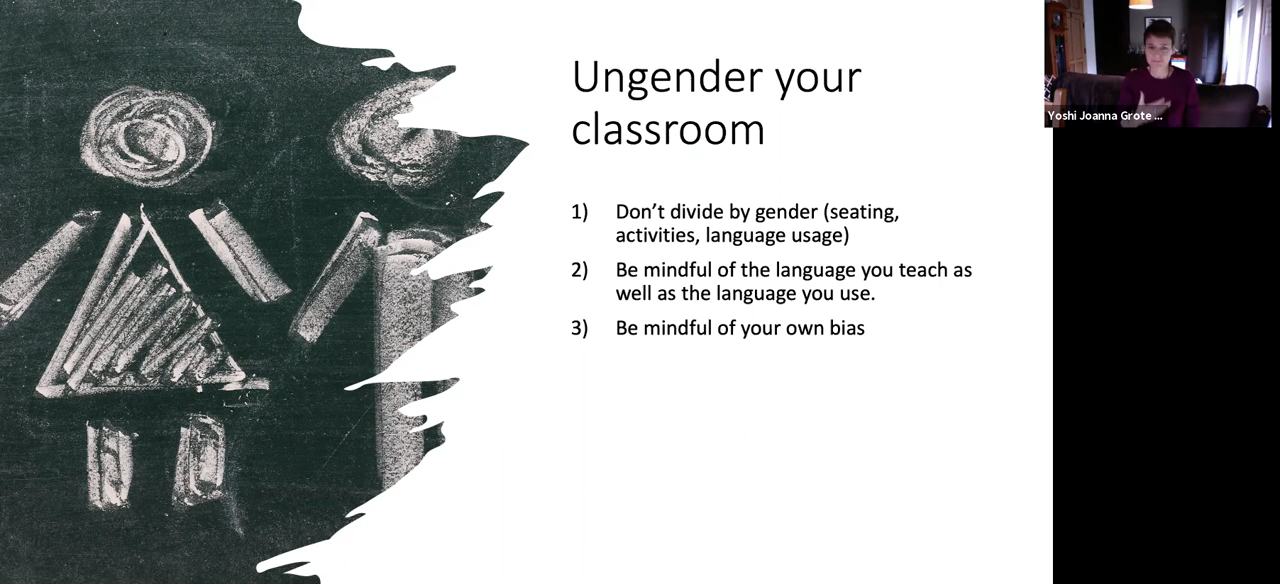 Ungender your
classroom
1) Don’t divide by gender (seating,
activities, language usage)
2) Be mindful of the language you teach as
well as the language you use.
3) Be mindful of your own bias
Yoshi Joanna Grote ...